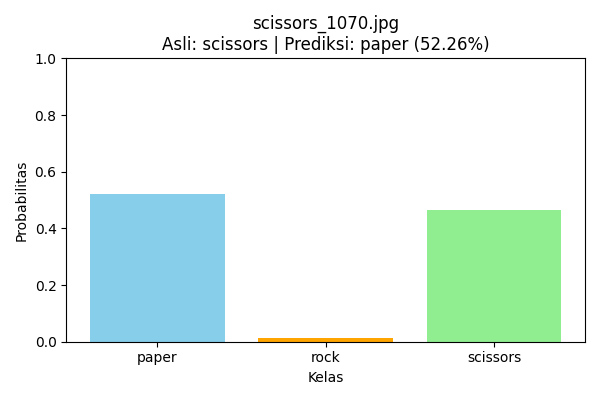 scissors_1070.jpg
Asli: scissors | Prediksi: paper (52.26%)
1.0
0.8
0.6
0.4
0.2
0.0
Probabilitas
paper rock scissors
Kelas